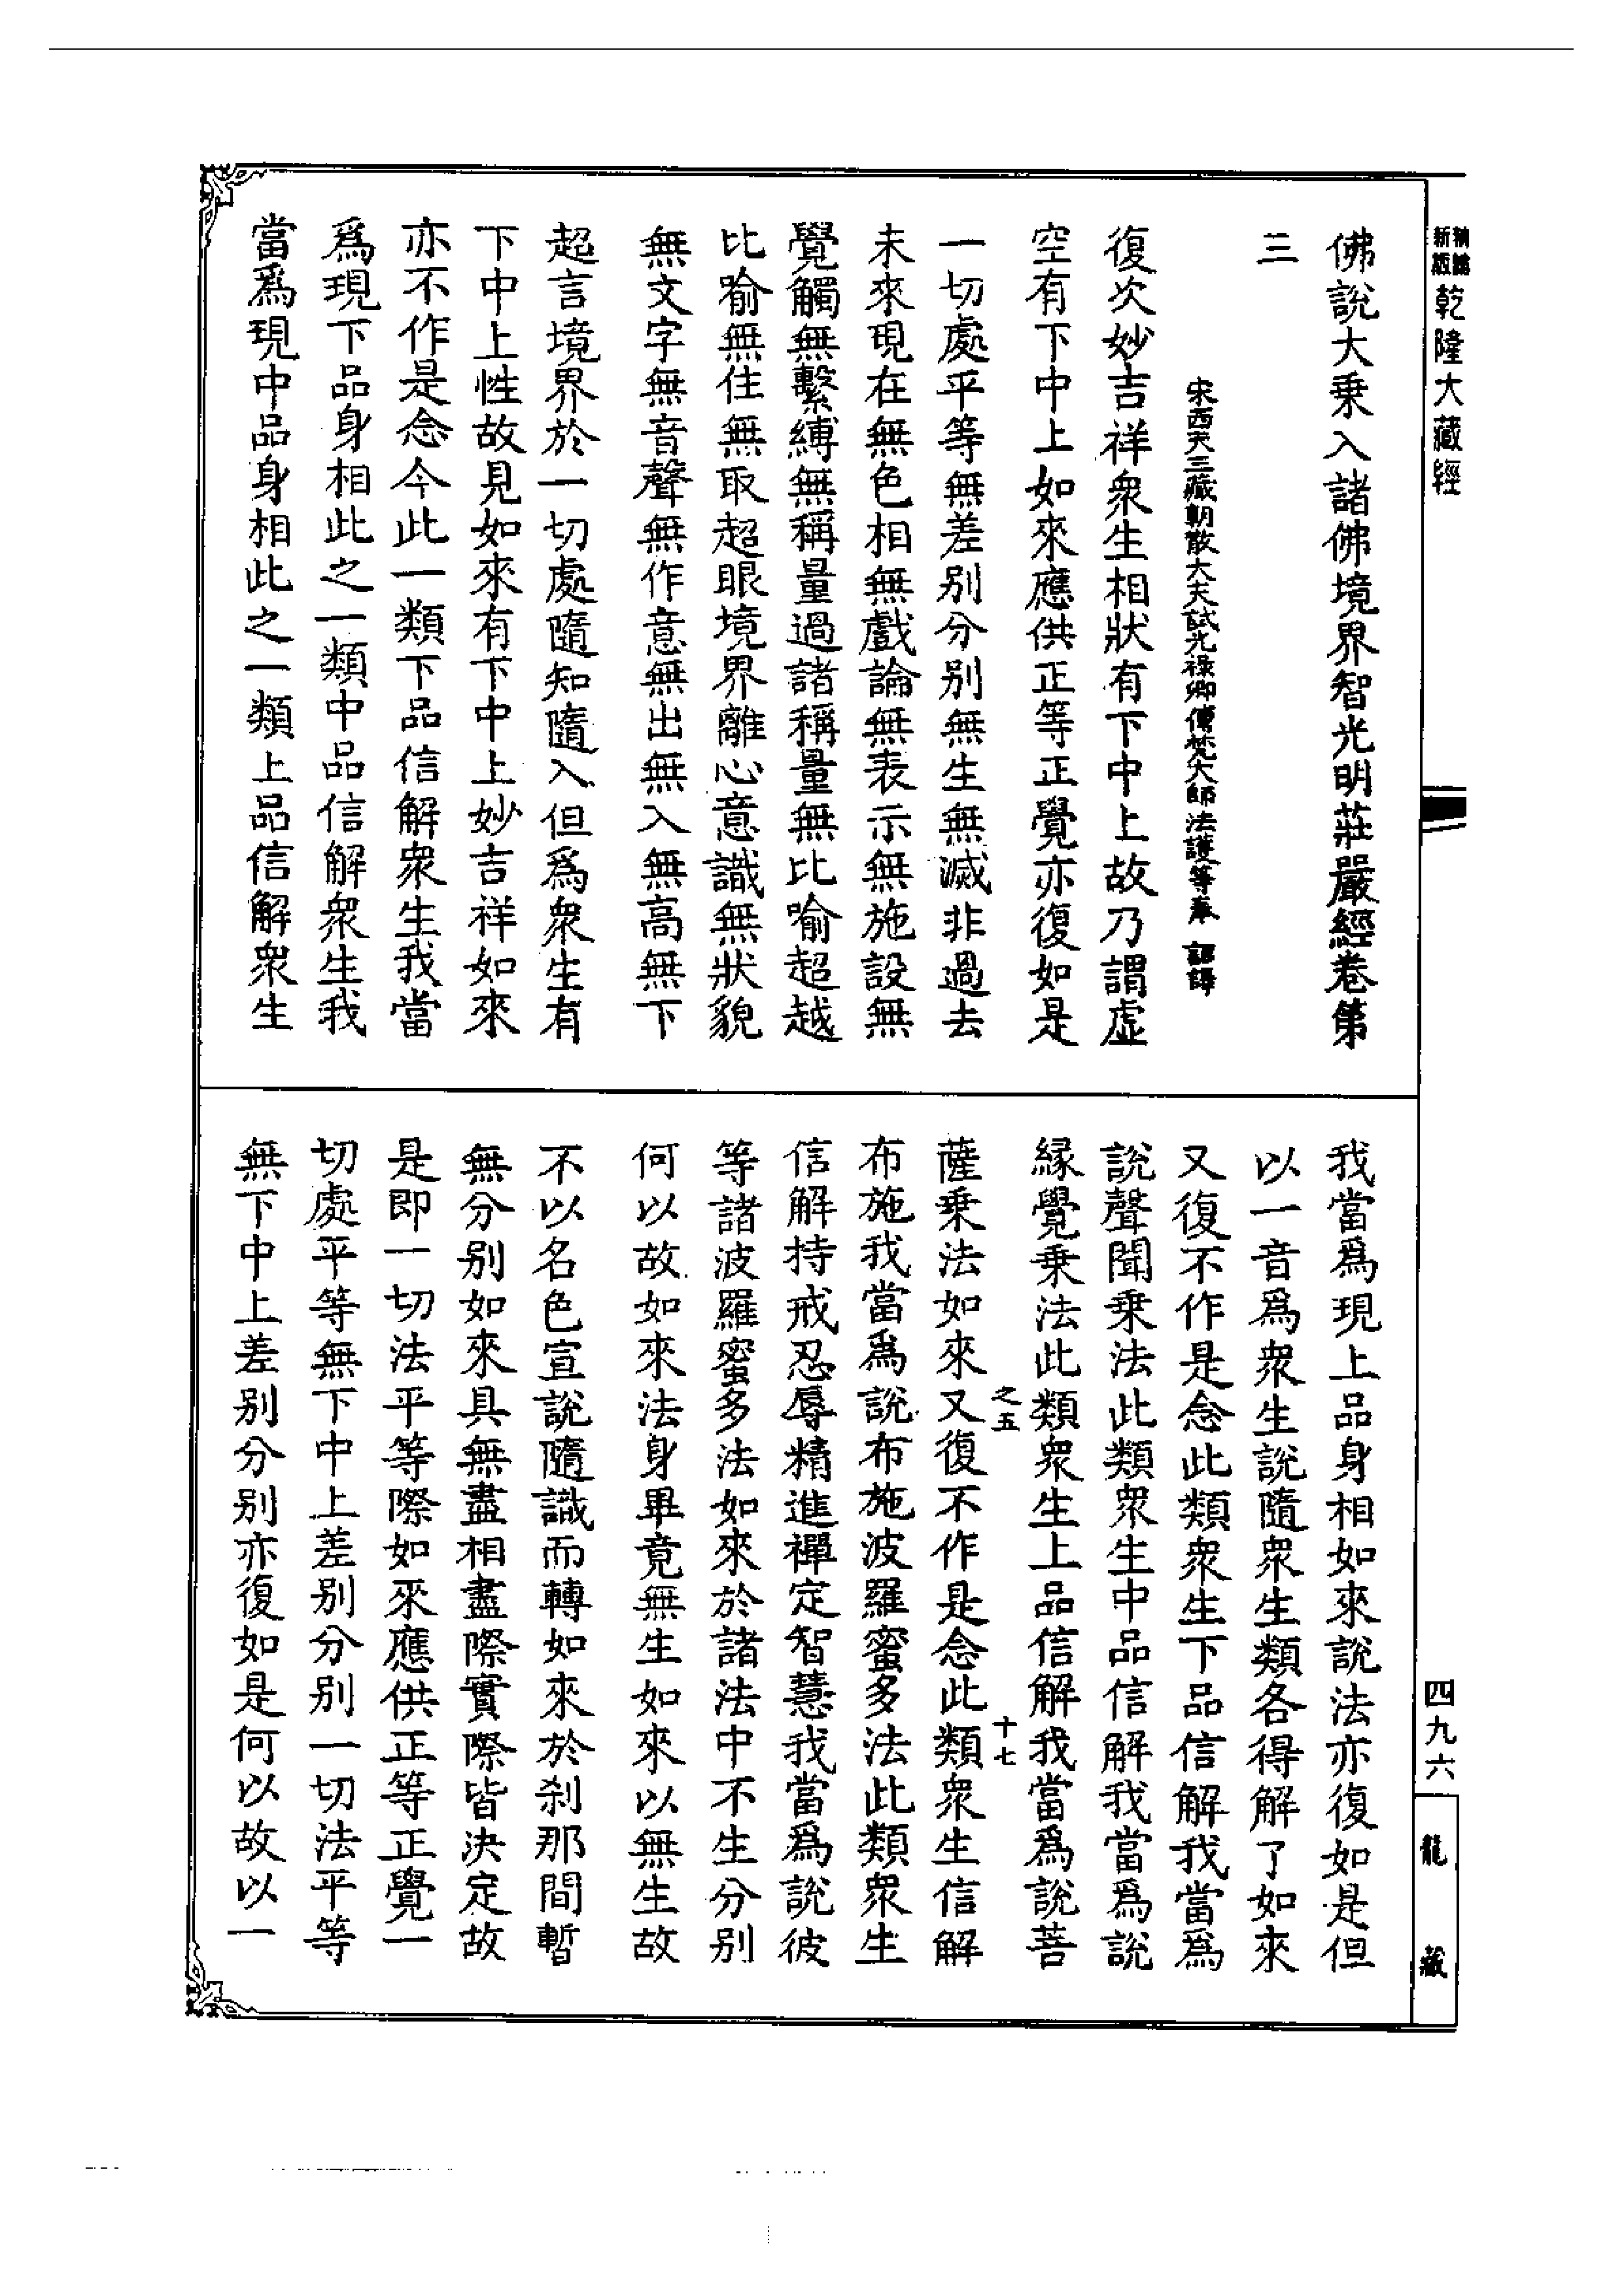 新版
精縮
乾隆大藏經
佛說大乘入諸佛境界智光明莊嚴經卷第
三
宋西天三藏朝散大夫試光祿卿傳梵大師法護等奉 詔譯
復次妙吉祥衆生相狀有下中上故乃謂虛
空有下中上如來應供正等正覺亦復如是
一切處平等無差别分别無生無滅非過去
未來現在無色相無戲論無表示無施設無
覺觸無繫縛無稱量過諸稱量無比喻超越
比喻無住無取超眼境界離心意識無狀貌
無文字無音聲無作意無出無入無高無下
超言境界於一切處隨知隨入但爲衆生有
下中上性故見如來有下中上妙吉祥如來
亦不作是念今此一類下品信解衆生我當
爲現下品身相此之一類中品信解衆生我
當爲現中品身相此之一類上品信解衆生
我當爲現上品身相如來說法亦復如是但
以一音爲衆生說隨衆生類各得解了如來
又復不作是念此類衆生下品信解我當爲
說聲聞乘法此類衆生中品信解我當爲說
緣覺乘法此類衆生上品信解我當爲說菩
之五 十七
薩乘法如來又復不作是念此類衆生信解
布施我當爲說布施波羅蜜多法此類衆生
信解持戒忍辱精進禪定智慧我當爲說彼
等諸波羅蜜多法如來於諸法中不生分别
何以故如來法身畢竟無生如來以無生故
不以名色宣說隨識而轉如來於刹那間暫
無分别如來具無盡相盡際實際皆決定故
是即一切法平等際如來應供正等正覺一
切處平等無下中上差别分别一切法平等
無下中上差别分别亦復如是何以故以一
四九六
龍藏